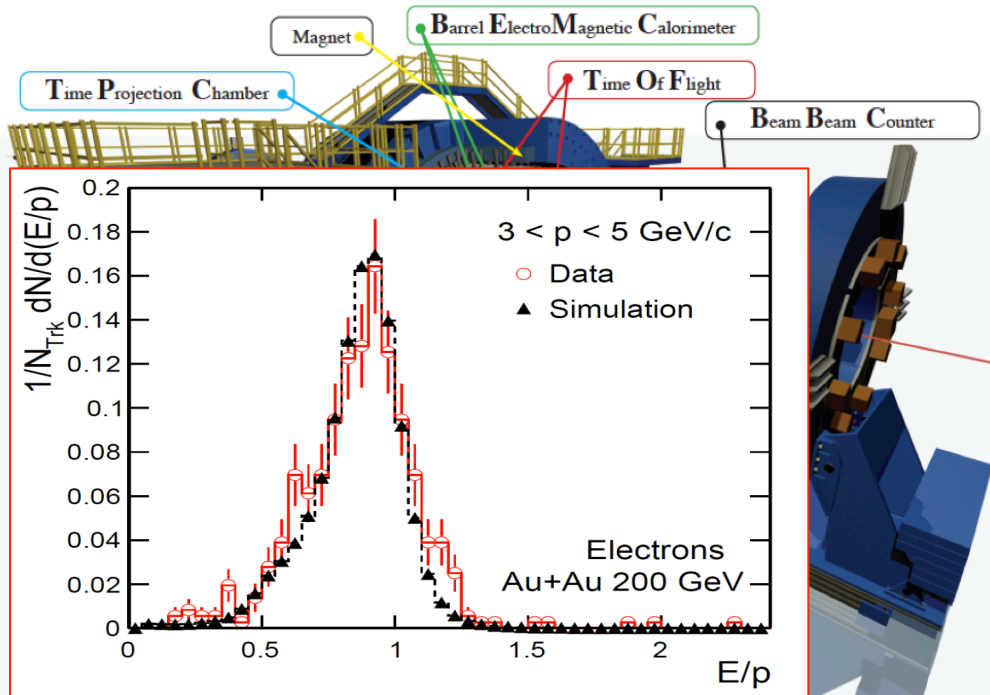 Magnet
Barrel ElectroMagnetic Calorimeter
Time Projection Chamber
Time Of Flight
Beam Beam Counter
1/N_Trk dN/d(E/p)
0.2
0.18
0.16
0.14
0.12
0.1
0.08
0.06
0.04
0.02
0
3 < p < 5 GeV/c
Data
Simulation
Electrons
Au+Au 200 GeV
0
0.5
1
1.5
2
E/p